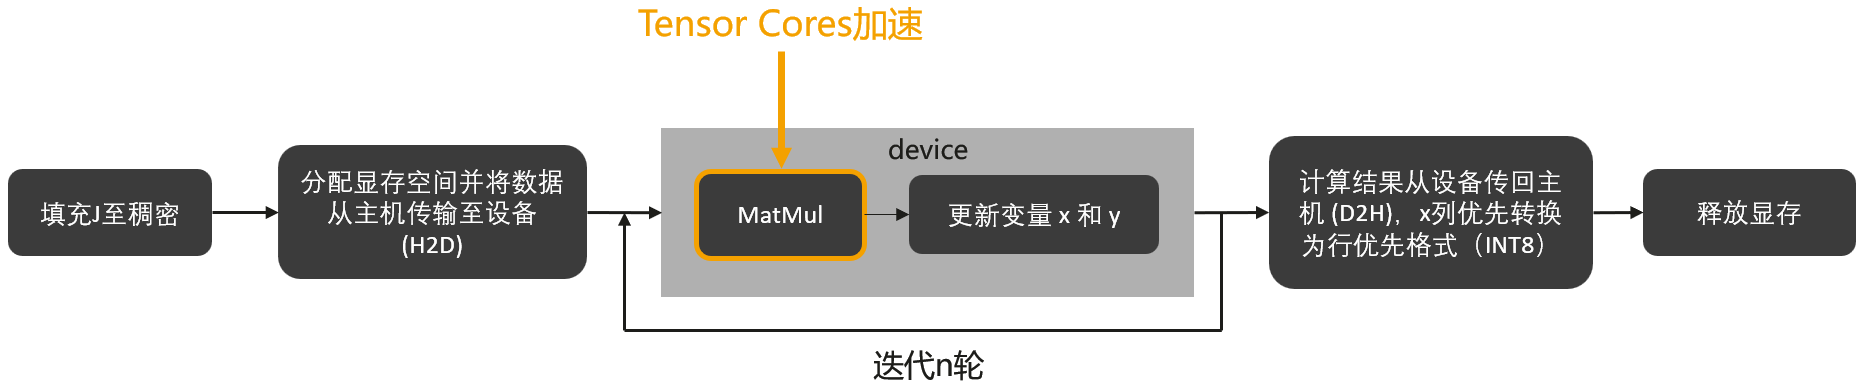 Tensor Cores加速
device
填充J至稠密
分配显存空间并将数据
从主机传输至设备
(H2D)
MatMul
更新变量 x 和 y
计算结果从设备传回主
机 (D2H)，x列优先转换
为行优先格式（INT8）
释放显存
迭代n轮